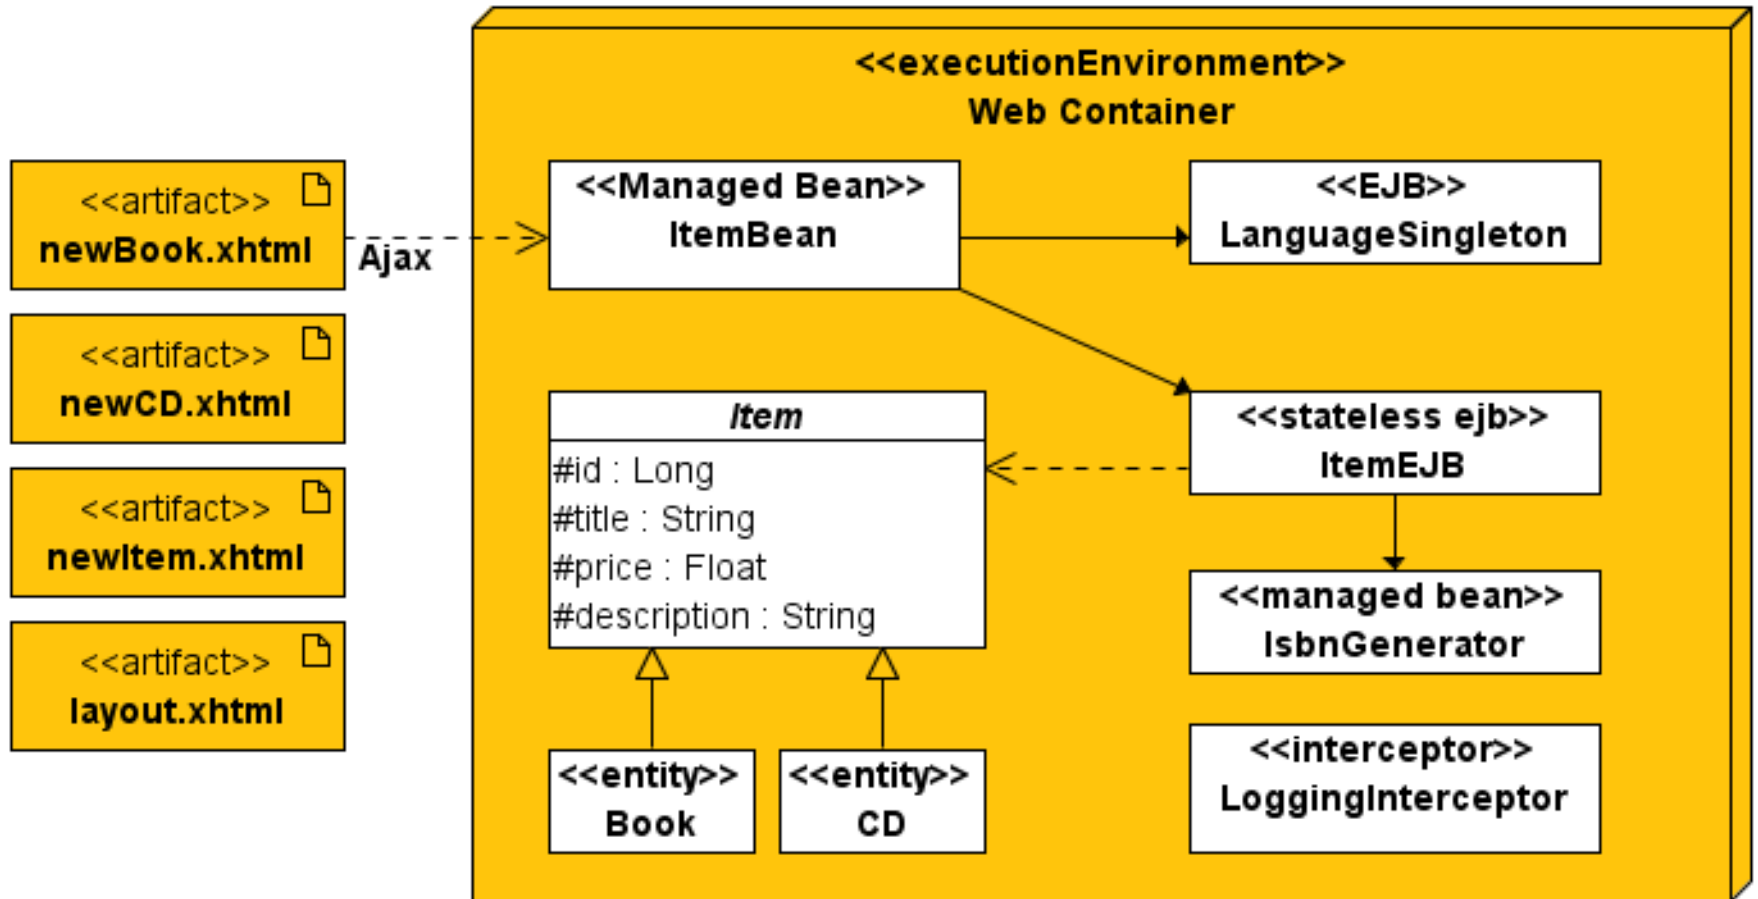 <<executionEnvironment>>
Web Container
<<artifact>>
newBook.xhtml
Ajax
<<Managed Bean>>
ItemBean
<<EJB>>
LanguageSingleton
<<artifact>>
newCD.xhtml
<<artifact>>
newItem.xhtml
<<artifact>>
layout.xhtml
Item
#id : Long
#title : String
#price : Float
#description : String
<<stateless ejb>>
ItemEJB
<<managed bean>>
IsbnGenerator
<<entity>>
Book
<<entity>>
CD
<<interceptor>>
LoggingInterceptor